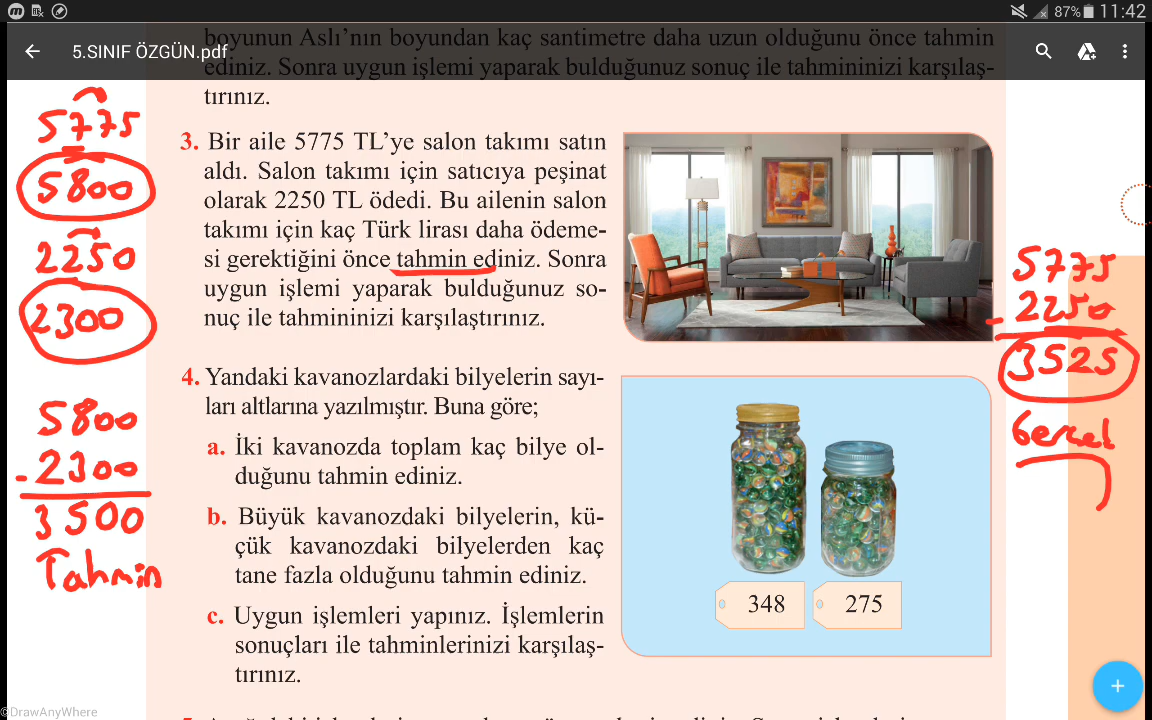 87% 11:42
5.SINIF ÖZGÜN.pdf
boyunun Aslı'nın boyundan kaç santimetre daha uzun olduğunu önce tahmin
ediniz. Sonra uygun işlemi yaparak bulduğunuz sonuç ile tahmininizi karşılaş-
tırınız.
3. Bir aile 5775 TL'ye salon takımı satın
aldı. Salon takımı için satıcıya peşinat
olarak 2250 TL ödedi. Bu ailenin salon
takımı için kaç Türk lirası daha ödeme-
si gerektiğini önce tahmin ediniz. Sonra
uygun işlemi yaparak bulduğunuz so-
nuç ile tahmininizi karşılaştırınız.
4. Yandaki kavanozlardaki bilyelerin sayı-
ları altlarına yazılmıştır. Buna göre;
a. İki kavanozda toplam kaç bilye ol-
duğunu tahmin ediniz.
b. Büyük kavanozdaki bilyelerin, kü-
çük kavanozdaki bilyelerden kaç
tane fazla olduğunu tahmin ediniz.
c. Uygun işlemleri yapınız. İşlemlerin
sonuçları ile tahminlerinizi karşılaş-
tırınız.
348 275
5775
5800
2250
2300
5800
- 2300
3500
Tahmin
5775
- 2250
3525
Gercel
©DrawAnyWhere